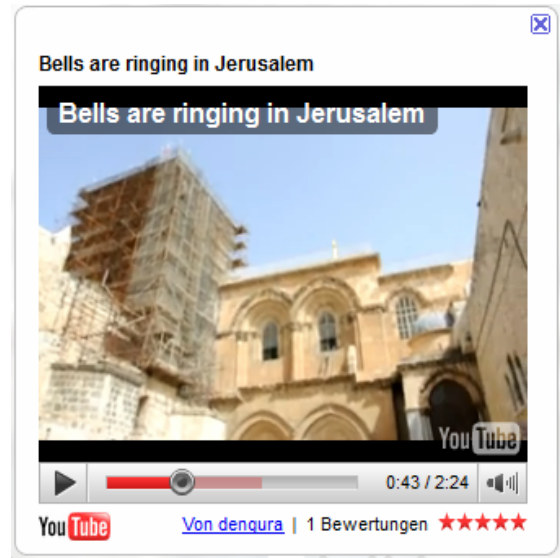 Bells are ringing in Jerusalem
Bells are ringing in Jerusalem
YouTube
0:43 / 2:24
YouTube
Von denqura | 1 Bewertungen